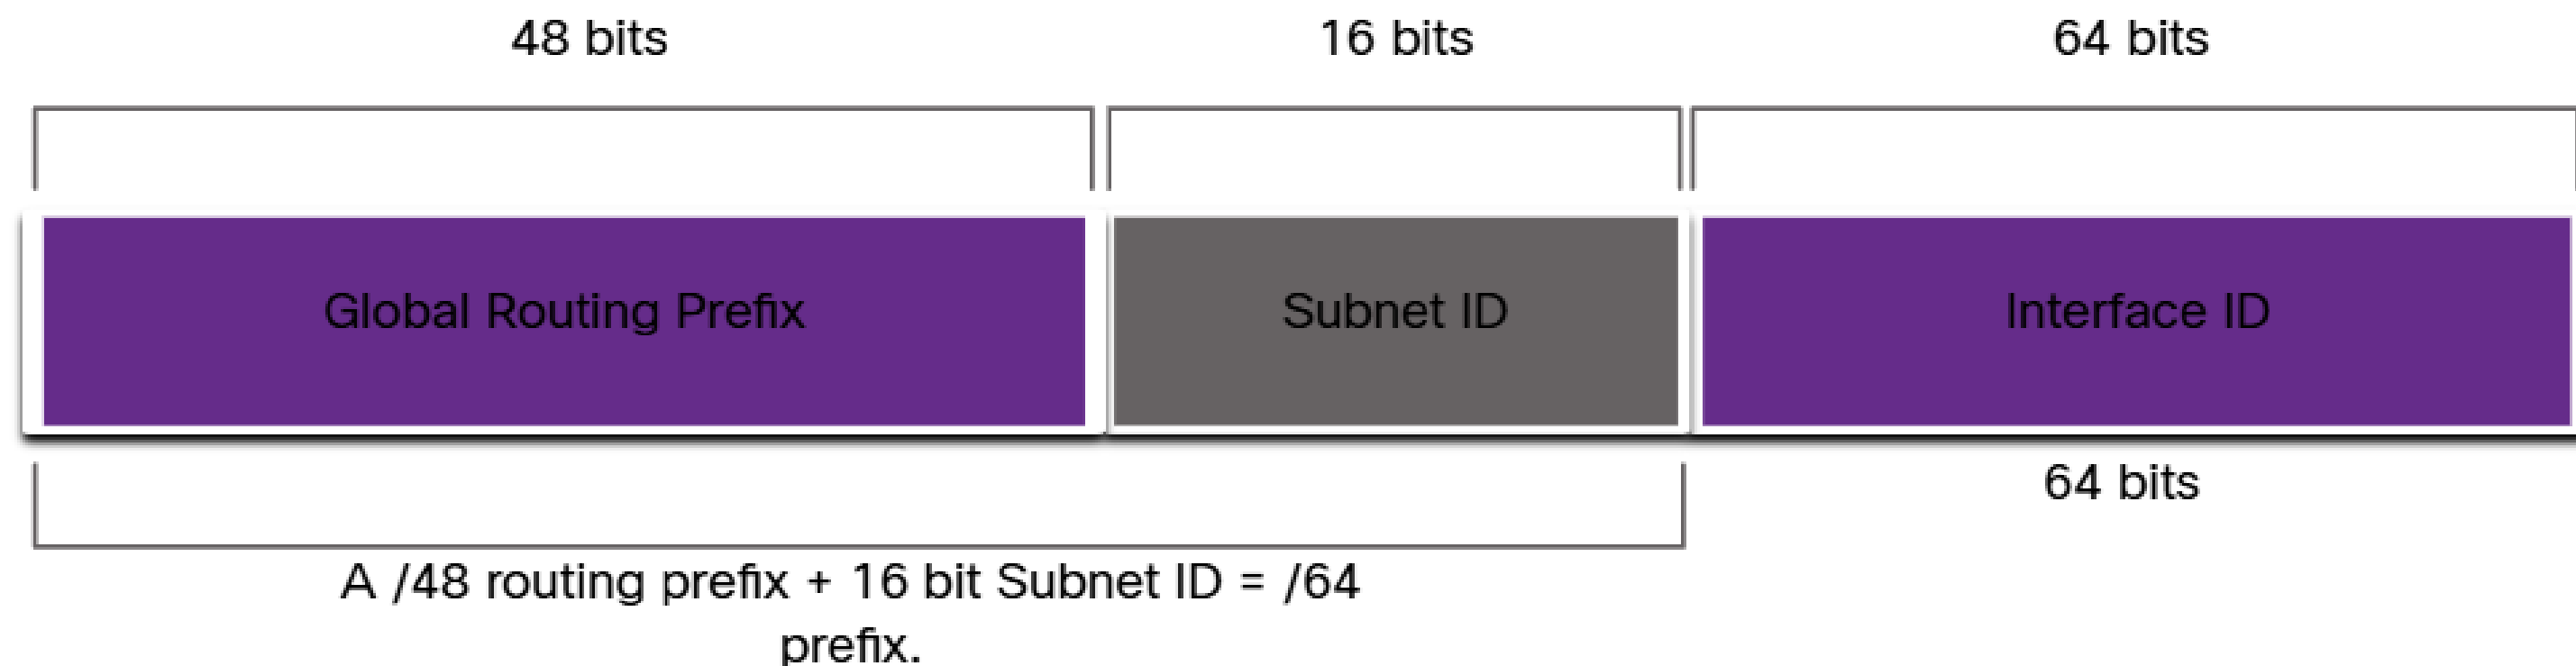 48 bits
16 bits
64 bits
Global Routing Prefix
Subnet ID
Interface ID
64 bits
A /48 routing prefix + 16 bit Subnet ID = /64
prefix.